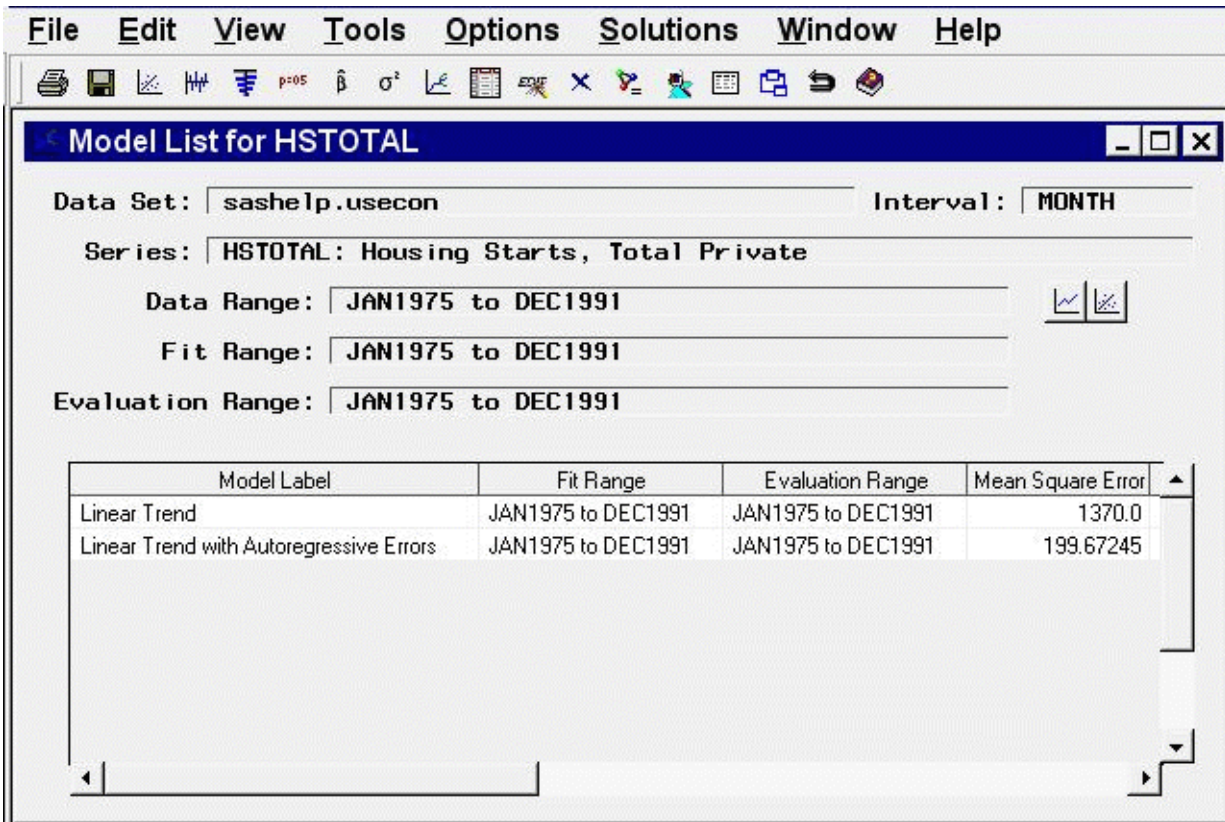 File Edit View Tools Options Solutions Window Help
p=05 β̂ σ²
Model List for HSTOTAL
Data Set: sashelp.usecon Interval: MONTH
Series: HSTOTAL: Housing Starts, Total Private
Data Range: JAN1975 to DEC1991
Fit Range: JAN1975 to DEC1991
Evaluation Range: JAN1975 to DEC1991
Model Label Fit Range Evaluation Range Mean Square Error
Linear Trend JAN1975 to DEC1991 JAN1975 to DEC1991 1370.0
Linear Trend with Autoregressive Errors JAN1975 to DEC1991 JAN1975 to DEC1991 199.67245